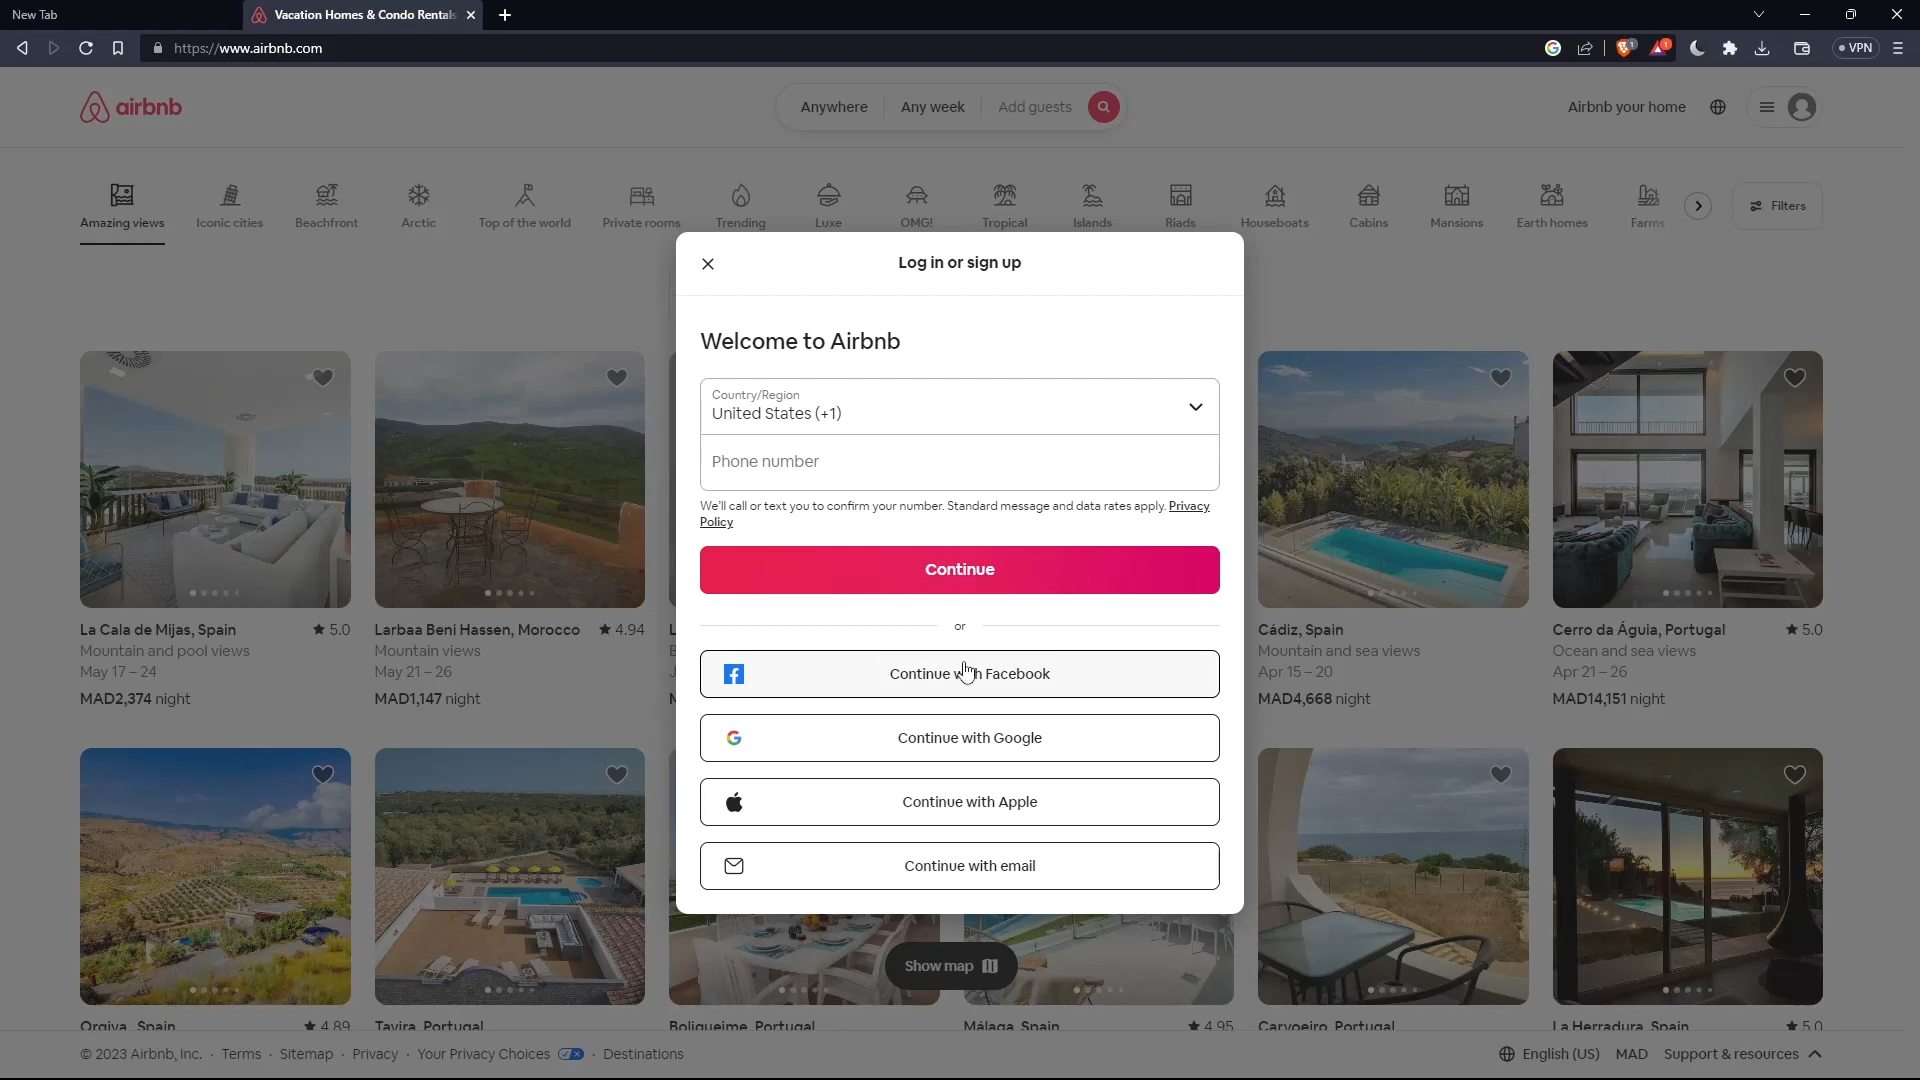 New Tab
Vacation Homes & Condo Rentals
https://www.airbnb.com
VPN
airbnb
Anywhere
Any week
Add guests
Airbnb your home
Amazing views
Iconic cities
Beachfront
Arctic
Top of the world
Private rooms
Trending
Luxe
OMG!
Tropical
Islands
Riads
Houseboats
Cabins
Mansions
Earth homes
Farms
Filters
Log in or sign up
Welcome to Airbnb
Country/Region
United States (+1)
Phone number
We'll call or text you to confirm your number. Standard message and data rates apply. Privacy
Policy
Continue
or
Continue with Facebook
Continue with Google
Continue with Apple
Continue with email
La Cala de Mijas, Spain
5.0
Mountain and pool views
May 17 – 24
MAD2,374 night
Larbaa Beni Hassen, Morocco
4.94
Mountain views
May 21 – 26
MAD1,147 night
Cádiz, Spain
Mountain and sea views
Apr 15 – 20
MAD4,668 night
Cerro da Águia, Portugal
5.0
Ocean and sea views
Apr 21 – 26
MAD14,151 night
Show map
Orgiva, Spain
4.89
Tavira, Portugal
Boliqueime, Portugal
Málaga, Spain
4.95
Carvoeiro, Portugal
La Herradura, Spain
5.0
© 2023 Airbnb, Inc. · Terms · Sitemap · Privacy · Your Privacy Choices · Destinations
English (US)
MAD
Support & resources